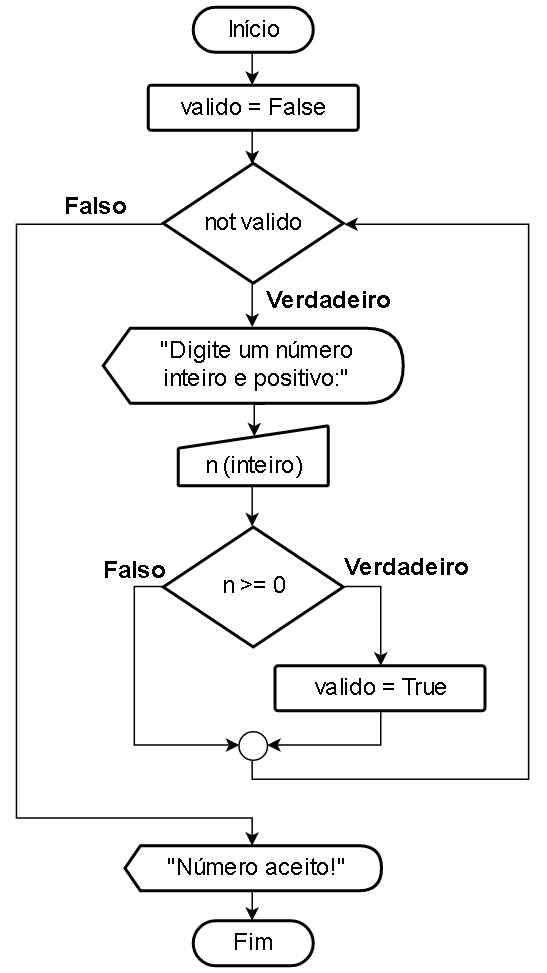 Início
valido = False
Falso
not valido
Verdadeiro
"Digite um número
inteiro e positivo:"
n (inteiro)
Falso
Verdadeiro
n >= 0
valido = True
"Número aceito!"
Fim